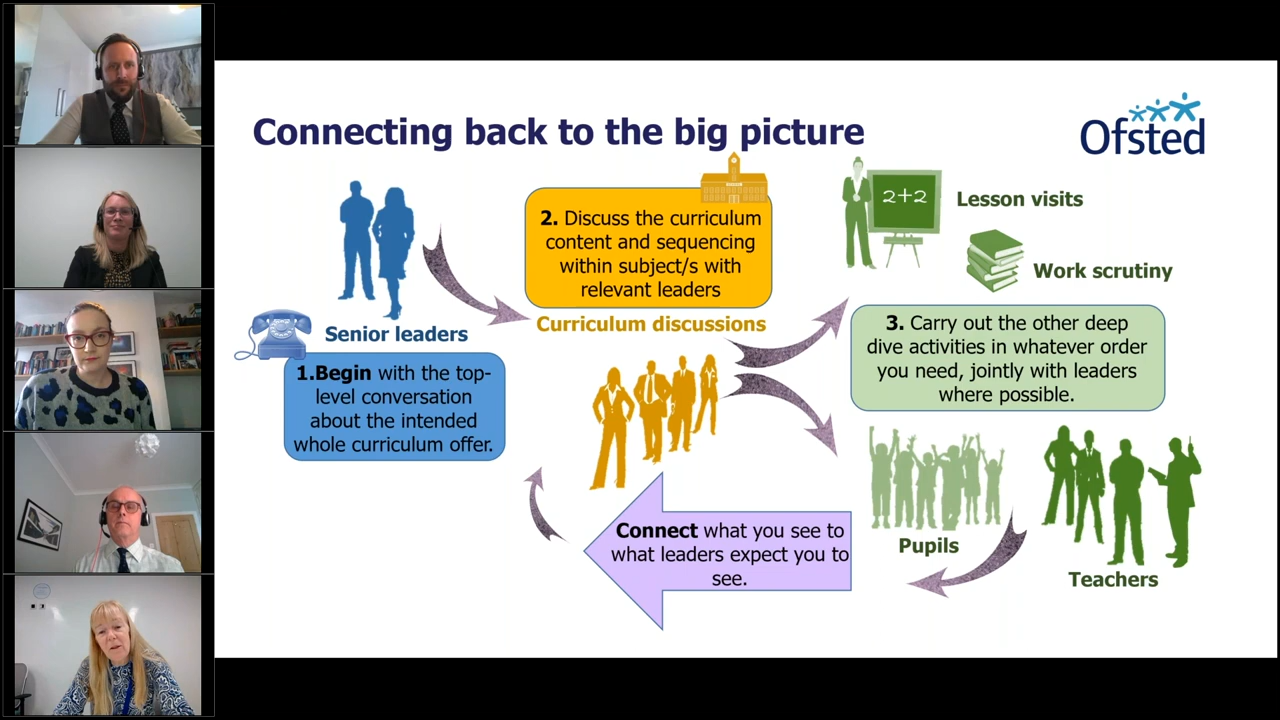 Connecting back to the big picture
Ofsted
2. Discuss the curriculum
content and sequencing
within subject/s with
relevant leaders
2+2
Lesson visits
Work scrutiny
Senior leaders
Curriculum discussions
1.Begin with the top-
level conversation
about the intended
whole curriculum offer.
3. Carry out the other deep
dive activities in whatever order
you need, jointly with leaders
where possible.
Connect what you see to
what leaders expect you to
see.
Pupils
Teachers